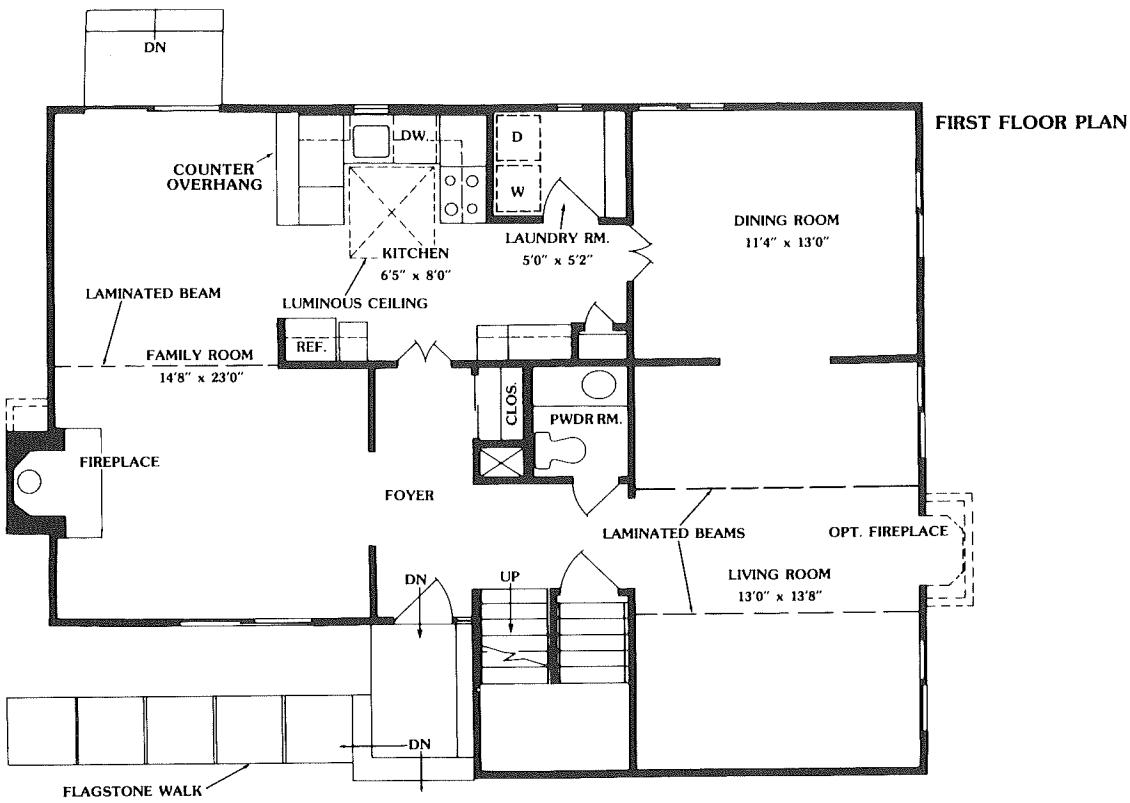 DN
FIRST FLOOR PLAN
COUNTER
OVERHANG
DW
D
W
DINING ROOM
11'4" x 13'0"
LAUNDRY RM.
5'0" x 5'2"
KITCHEN
6'5" x 8'0"
LAMINATED BEAM
LUMINOUS CEILING
REF.
FAMILY ROOM
14'8" x 23'0"
CLOS.
PWDR RM.
FIREPLACE
FOYER
LAMINATED BEAMS
OPT. FIREPLACE
DN
UP
LIVING ROOM
13'0" x 13'8"
DN
FLAGSTONE WALK